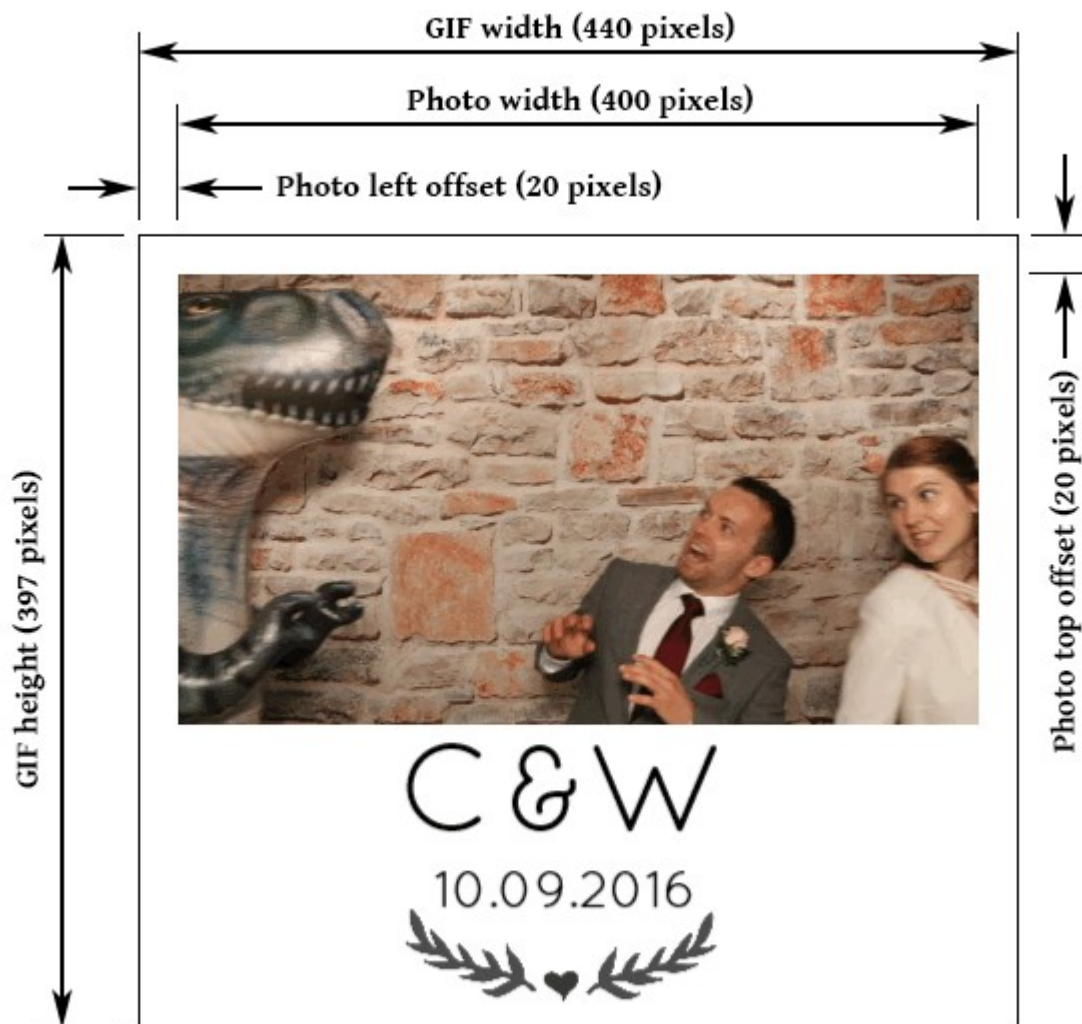 GIF width (440 pixels)
Photo width (400 pixels)
Photo left offset (20 pixels)
GIF height (397 pixels)
Photo top offset (20 pixels)
C & W
10.09.2016